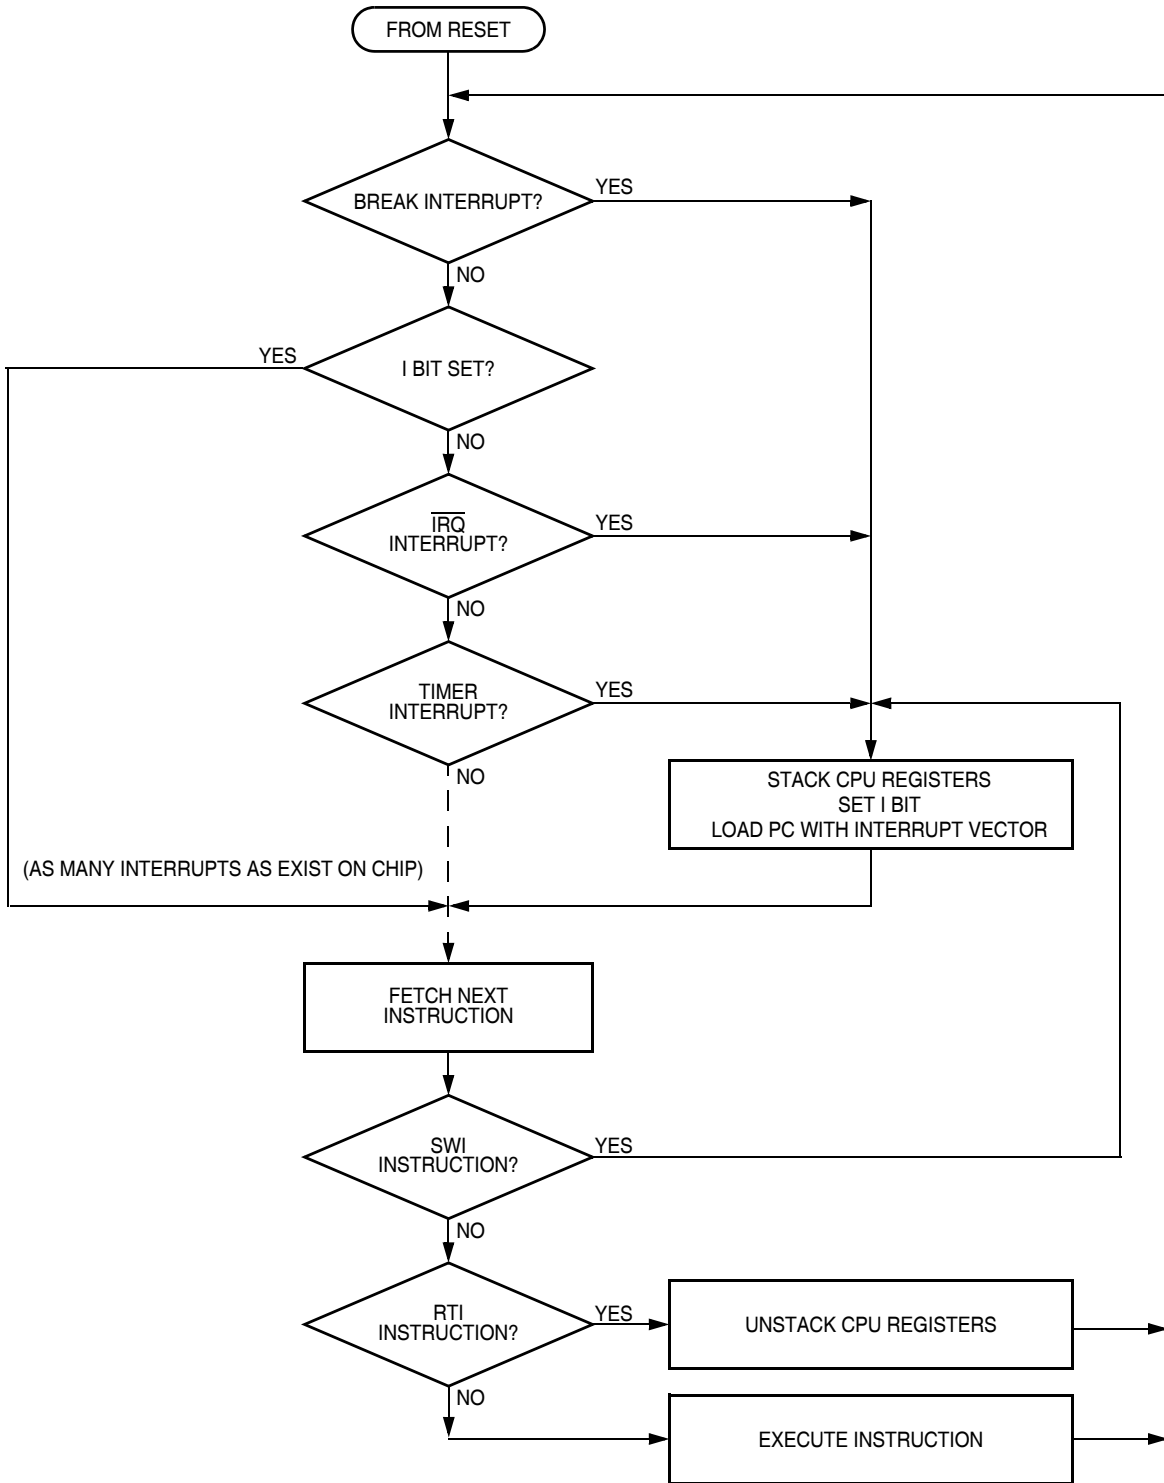 FROM RESET
BREAK INTERRUPT?
YES
NO
YES
I BIT SET?
NO
IRQ
INTERRUPT?
YES
NO
TIMER
INTERRUPT?
YES
NO
STACK CPU REGISTERS
SET I BIT
LOAD PC WITH INTERRUPT VECTOR
(AS MANY INTERRUPTS AS EXIST ON CHIP)
FETCH NEXT
INSTRUCTION
SWI
INSTRUCTION?
YES
NO
RTI
INSTRUCTION?
YES
UNSTACK CPU REGISTERS
NO
EXECUTE INSTRUCTION